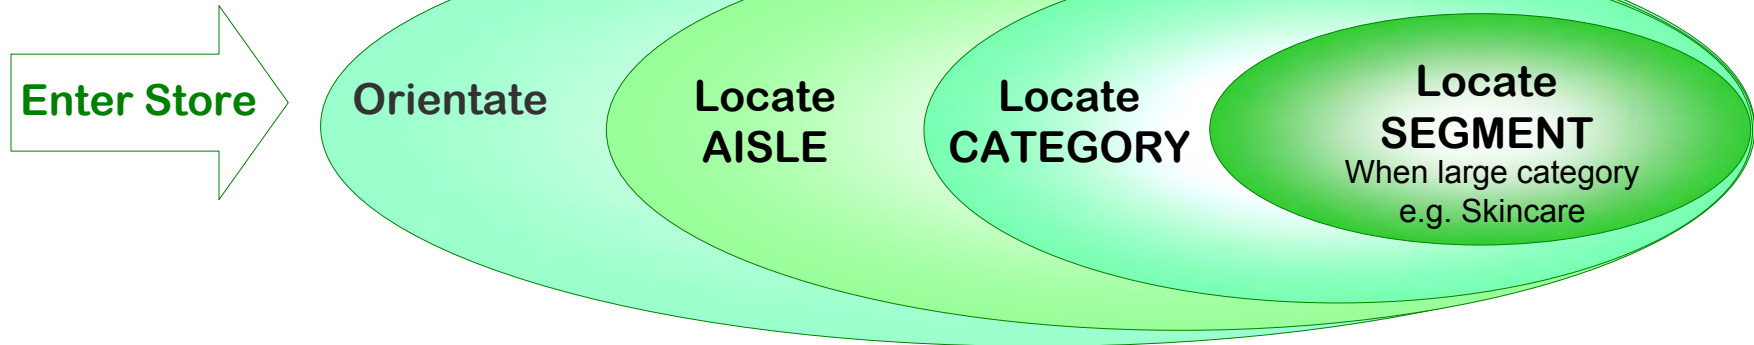 Enter Store
Orientate
Locate
AISLE
Locate
CATEGORY
Locate
SEGMENT
When large category
e.g. Skincare